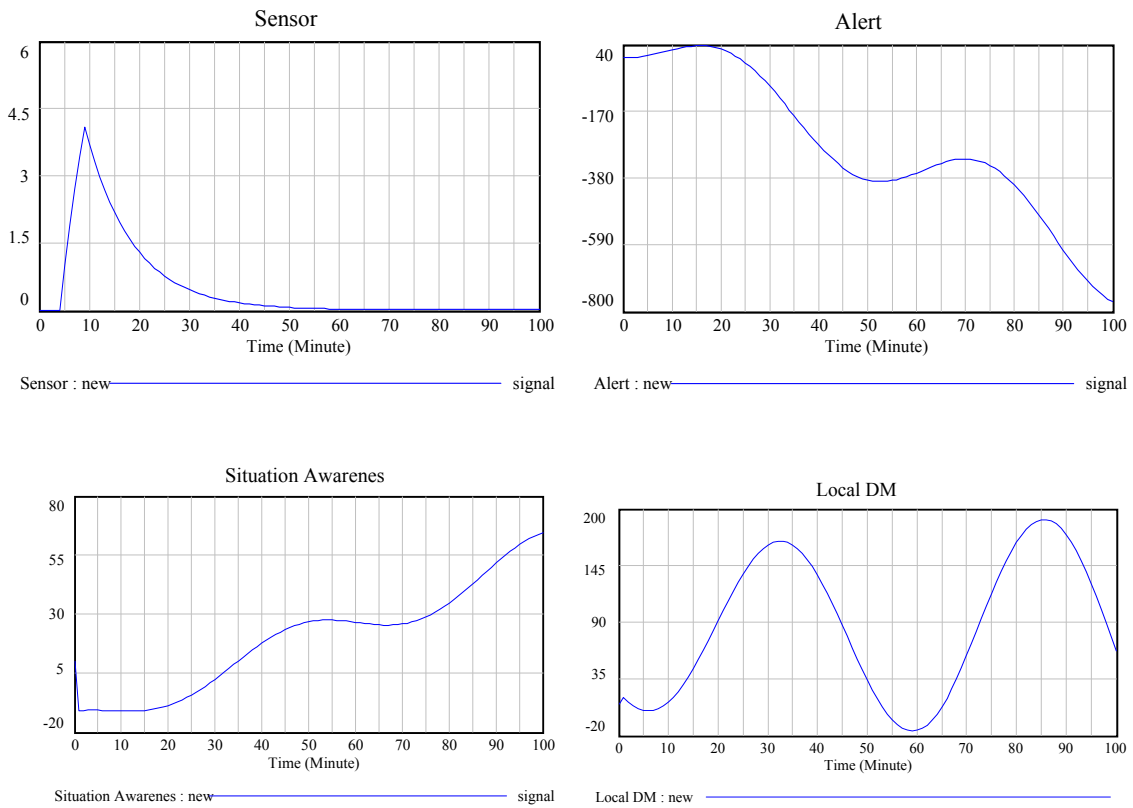 Sensor
6
4.5
3
1.5
0
0 10 20 30 40 50 60 70 80 90 100
Time (Minute)
Sensor : new signal
Alert
40
-170
-380
-590
-800
0 10 20 30 40 50 60 70 80 90 100
Time (Minute)
Alert : new signal
Situation Awarenes
80
55
30
5
-20
0 10 20 30 40 50 60 70 80 90 100
Time (Minute)
Situation Awarenes : new signal
Local DM
200
145
90
35
-20
0 10 20 30 40 50 60 70 80 90 100
Time (Minute)
Local DM : new